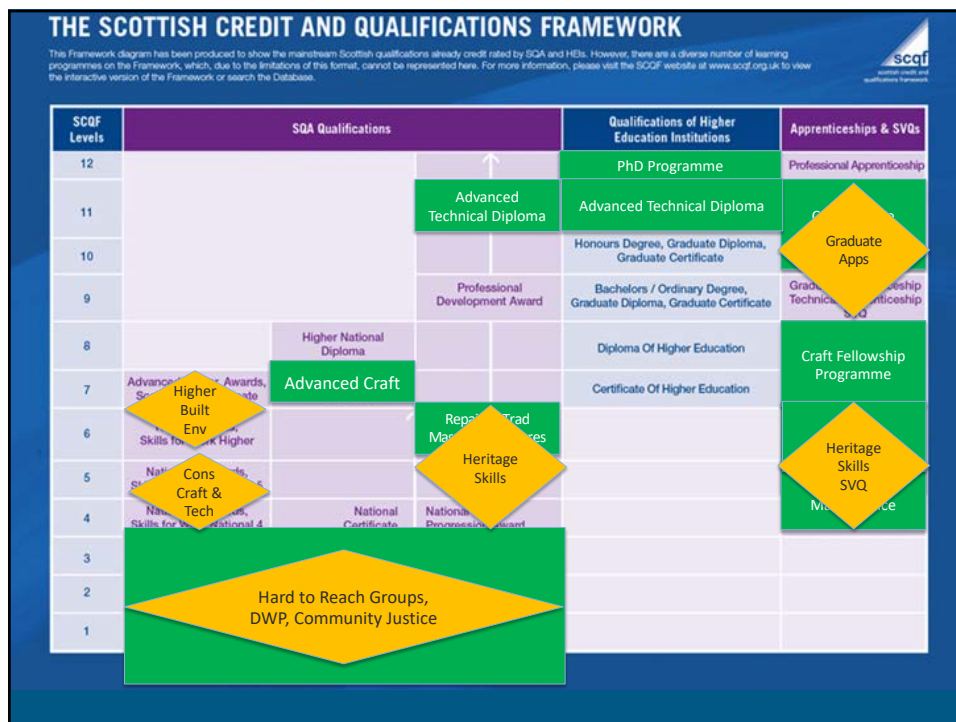 THE SCOTTISH CREDIT AND QUALIFICATIONS FRAMEWORK
This Framework diagram has been produced to show the mainstream Scottish qualifications already credit rated by SQA and HEIs. However, there are a diverse number of learning
programmes on the Framework, which, due to the limitations of this format, cannot be represented here. For more information, please visit the SCQF website at www.scqf.org.uk to view
the interactive version of the Framework or search the Database.
scqf
scottish credit and
qualifications framework
SCQF
Levels
SQA Qualifications
Qualifications of Higher
Education Institutions
Apprenticeships & SVQs
12
PhD Programme
Professional Apprenticeship
11
Advanced
Technical Diploma
Advanced Technical Diploma
10
Honours Degree, Graduate Diploma,
Graduate Certificate
Graduate
Apps
9
Professional
Development Award
Bachelors / Ordinary Degree,
Graduate Diploma, Graduate Certificate
8
Higher National
Diploma
Diploma Of Higher Education
Craft Fellowship
Programme
7
Awards,
Advanced Craft
Certificate Of Higher Education
Higher
Built
Env
6
Skills for
Higher
Heritage
Skills
Heritage
Skills
SVQ
5
Cons
Craft &
Tech
4
Skills for
National 4
National
Certificate
National
Progression Award
3
2
1
Hard to Reach Groups,
DWP, Community Justice